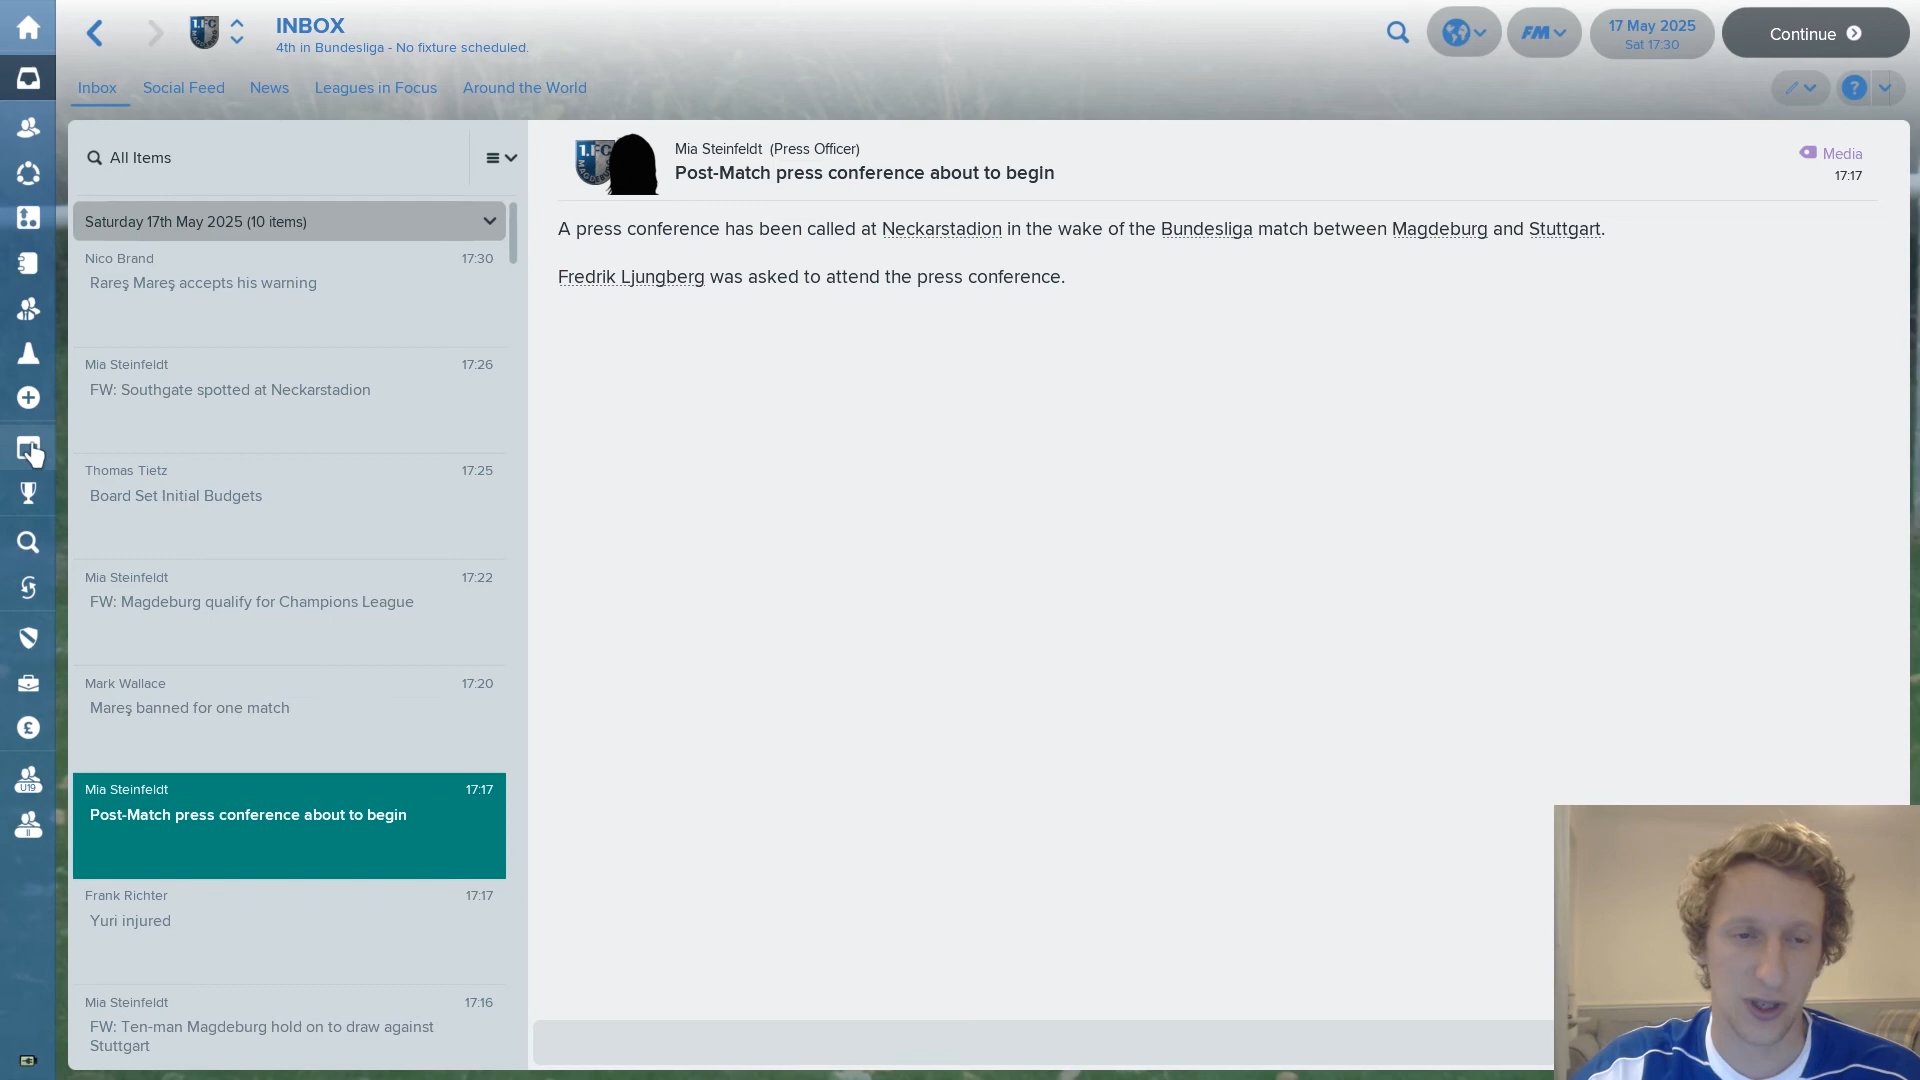 INBOX
4th in Bundesliga - No fixture scheduled.
FM
17 May 2025
Sat 17:30
Continue
Inbox
Social Feed
News
Leagues in Focus
Around the World
?
All Items
Saturday 17th May 2025 (10 items)
Nico Brand
17:30
Rareş Mareş accepts his warning
Mia Steinfeldt
17:26
FW: Southgate spotted at Neckarstadion
Thomas Tietz
17:25
Board Set Initial Budgets
Mia Steinfeldt
17:22
FW: Magdeburg qualify for Champions League
Mark Wallace
17:20
Mareş banned for one match
Mia Steinfeldt
17:17
Post-Match press conference about to begin
Frank Richter
17:17
Yuri injured
Mia Steinfeldt
17:16
FW: Ten-man Magdeburg hold on to draw against
Stuttgart
1.FC
Mia Steinfeldt (Press Officer)
Post-Match press conference about to begin
Media
17:17
A press conference has been called at Neckarstadion in the wake of the Bundesliga match between Magdeburg and Stuttgart.
Fredrik Ljungberg was asked to attend the press conference.
£
U19
II